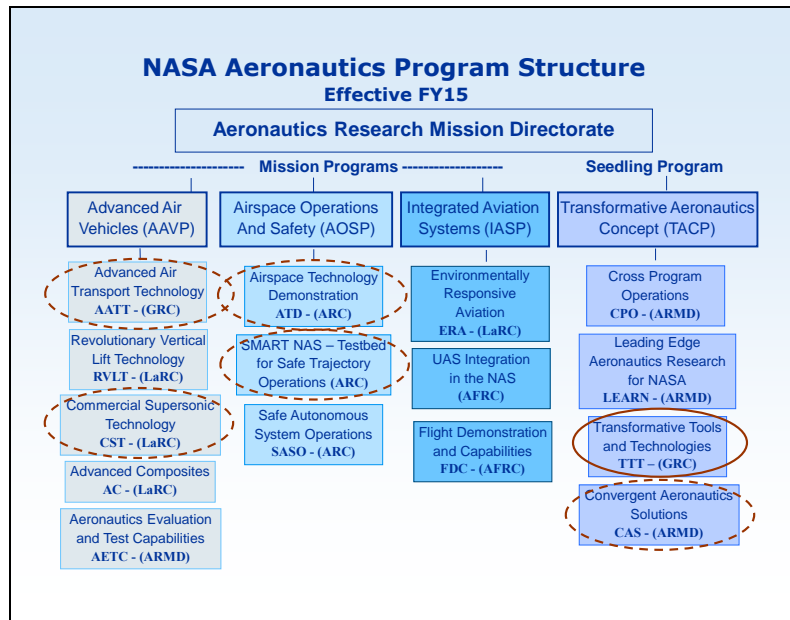 NASA Aeronautics Program Structure
Effective FY15
Aeronautics Research Mission Directorate
--------------------- Mission Programs -------------------
Seedling Program
Advanced Air
Vehicles (AAVP)
Airspace Operations
And Safety (AOSP)
Integrated Aviation
Systems (IASP)
Transformative Aeronautics
Concept (TACP)
Advanced Air
Transport Technology
AATT - (GRC)
Revolutionary Vertical
Lift Technology
RVLT - (LaRC)
Commercial Supersonic
Technology
CST - (LaRC)
Advanced Composites
AC - (LaRC)
Aeronautics Evaluation
and Test Capabilities
AETC - (ARMD)
Airspace Technology
Demonstration
ATD - (ARC)
SMART NAS – Testbed
for Safe Trajectory
Operations (ARC)
Safe Autonomous
System Operations
SASO - (ARC)
Environmentally
Responsive
Aviation
ERA - (LaRC)
UAS Integration
in the NAS
(AFRC)
Flight Demonstration
and Capabilities
FDC - (AFRC)
Cross Program
Operations
CPO - (ARMD)
Leading Edge
Aeronautics Research
for NASA
LEARN - (ARMD)
Transformative Tools
and Technologies
TTT – (GRC)
Convergent Aeronautics
Solutions
CAS - (ARMD)